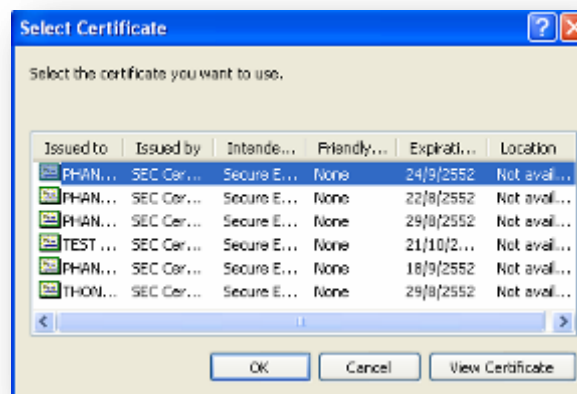 Select Certificate
Select the certificate you want to use.
Issued to Issued by Intende... Friendly... Expirati... Location
PHAN... SEC Cer... Secure E... None 24/9/2552 Not avail...
PHAN... SEC Cer... Secure E... None 22/8/2552 Not avail...
PHAN... SEC Cer... Secure E... None 29/8/2552 Not avail...
TEST ... SEC Cer... Secure E... None 21/10/2... Not avail...
PHAN... SEC Cer... Secure E... None 18/9/2552 Not avail...
THON... SEC Cer... Secure E... None 29/8/2552 Not avail...
OK Cancel View Certificate